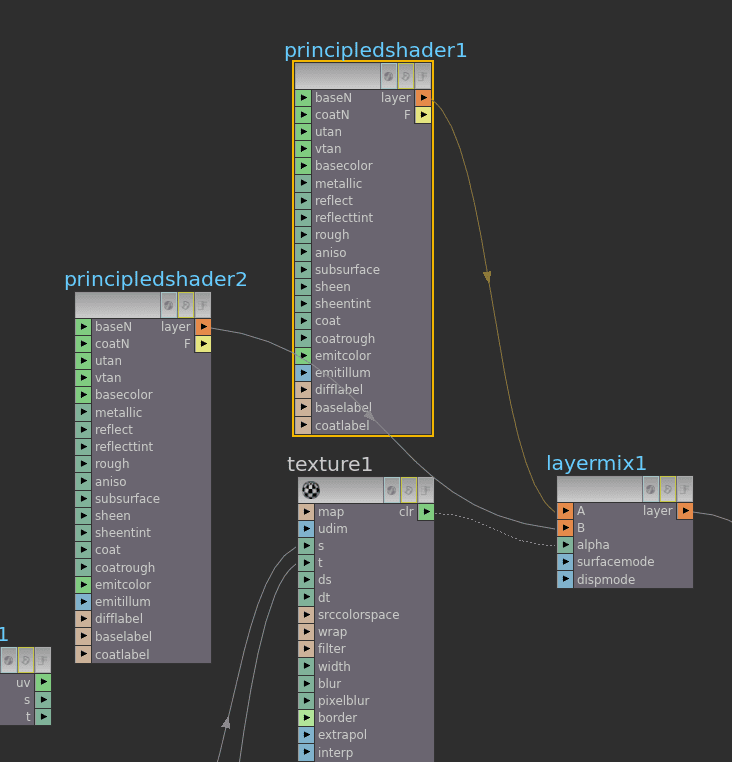 principledshader1
baseN layer
coatN F
utan
vtan
basecolor
metallic
reflect
reflecttint
rough
aniso
subsurface
sheen
sheentint
coat
coatrough
emitcolor
emitillum
difflabel
baselabel
coatlabel
principledshader2
baseN layer
coatN F
utan
vtan
basecolor
metallic
reflect
reflecttint
rough
aniso
subsurface
sheen
sheentint
coat
coatrough
emitcolor
emitillum
difflabel
baselabel
coatlabel
texture1
map clr
udim
s
t
ds
dt
srccolorspace
wrap
filter
width
blur
pixelblur
border
extrapol
interp
layermix1
A layer
B
alpha
surfacemode
dispmode
1
uv
s
t